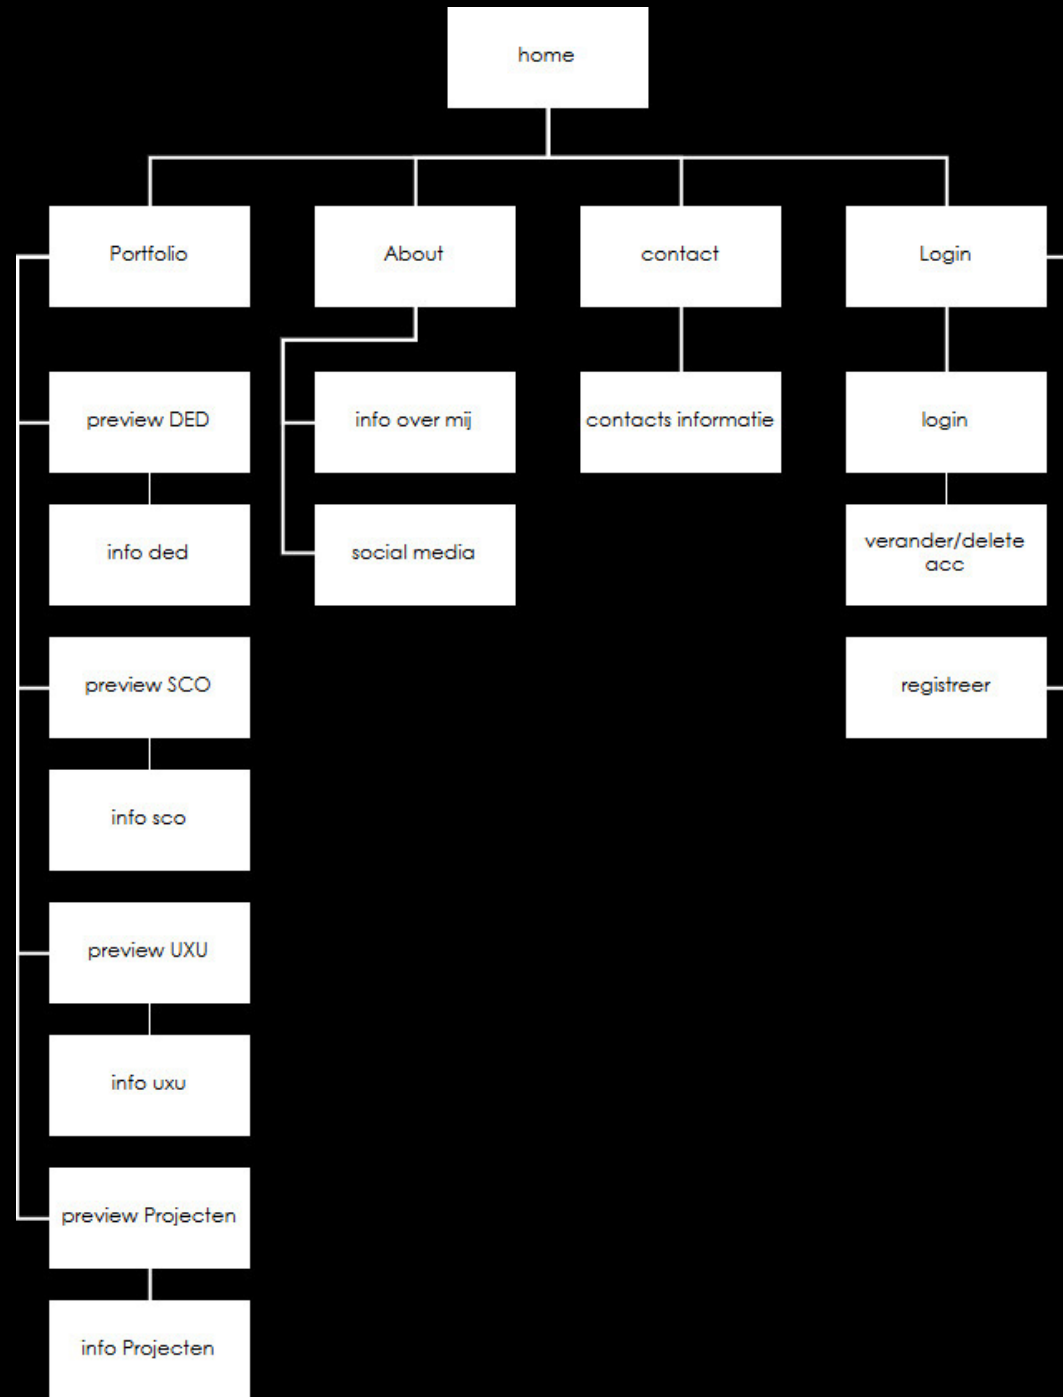 home
Portfolio
About
contact
Login
preview DED
info over mij
contacts informatie
login
info ded
social media
verander/delete
acc
preview SCO
registreer
info sco
preview UXU
info uxu
preview Projecten
info Projecten